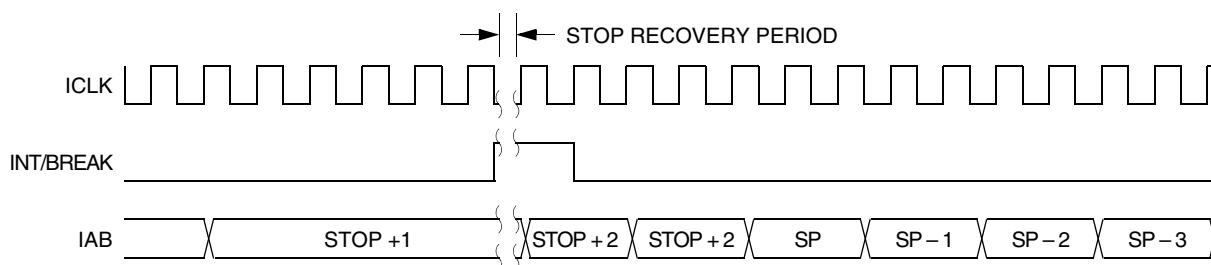 STOP RECOVERY PERIOD
ICLK
INT/BREAK
IAB STOP +1 STOP + 2 STOP + 2 SP SP – 1 SP – 2 SP – 3